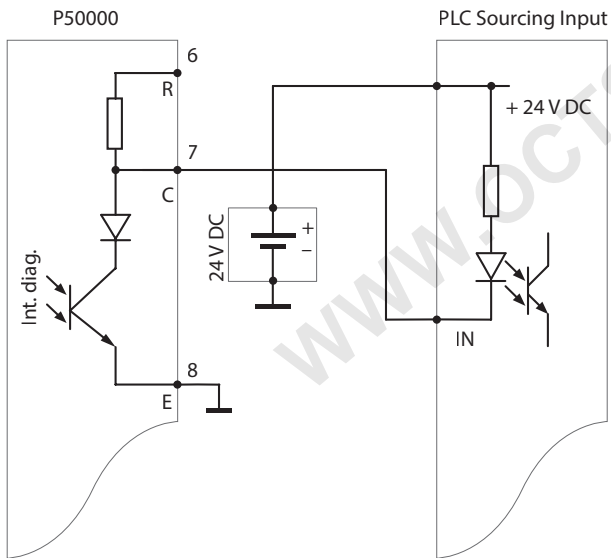 P50000
PLC Sourcing Input
6
R
+ 24 V DC
7
C
24 V DC
+
–
Int. diag.
IN
8
E
WWW.OCT